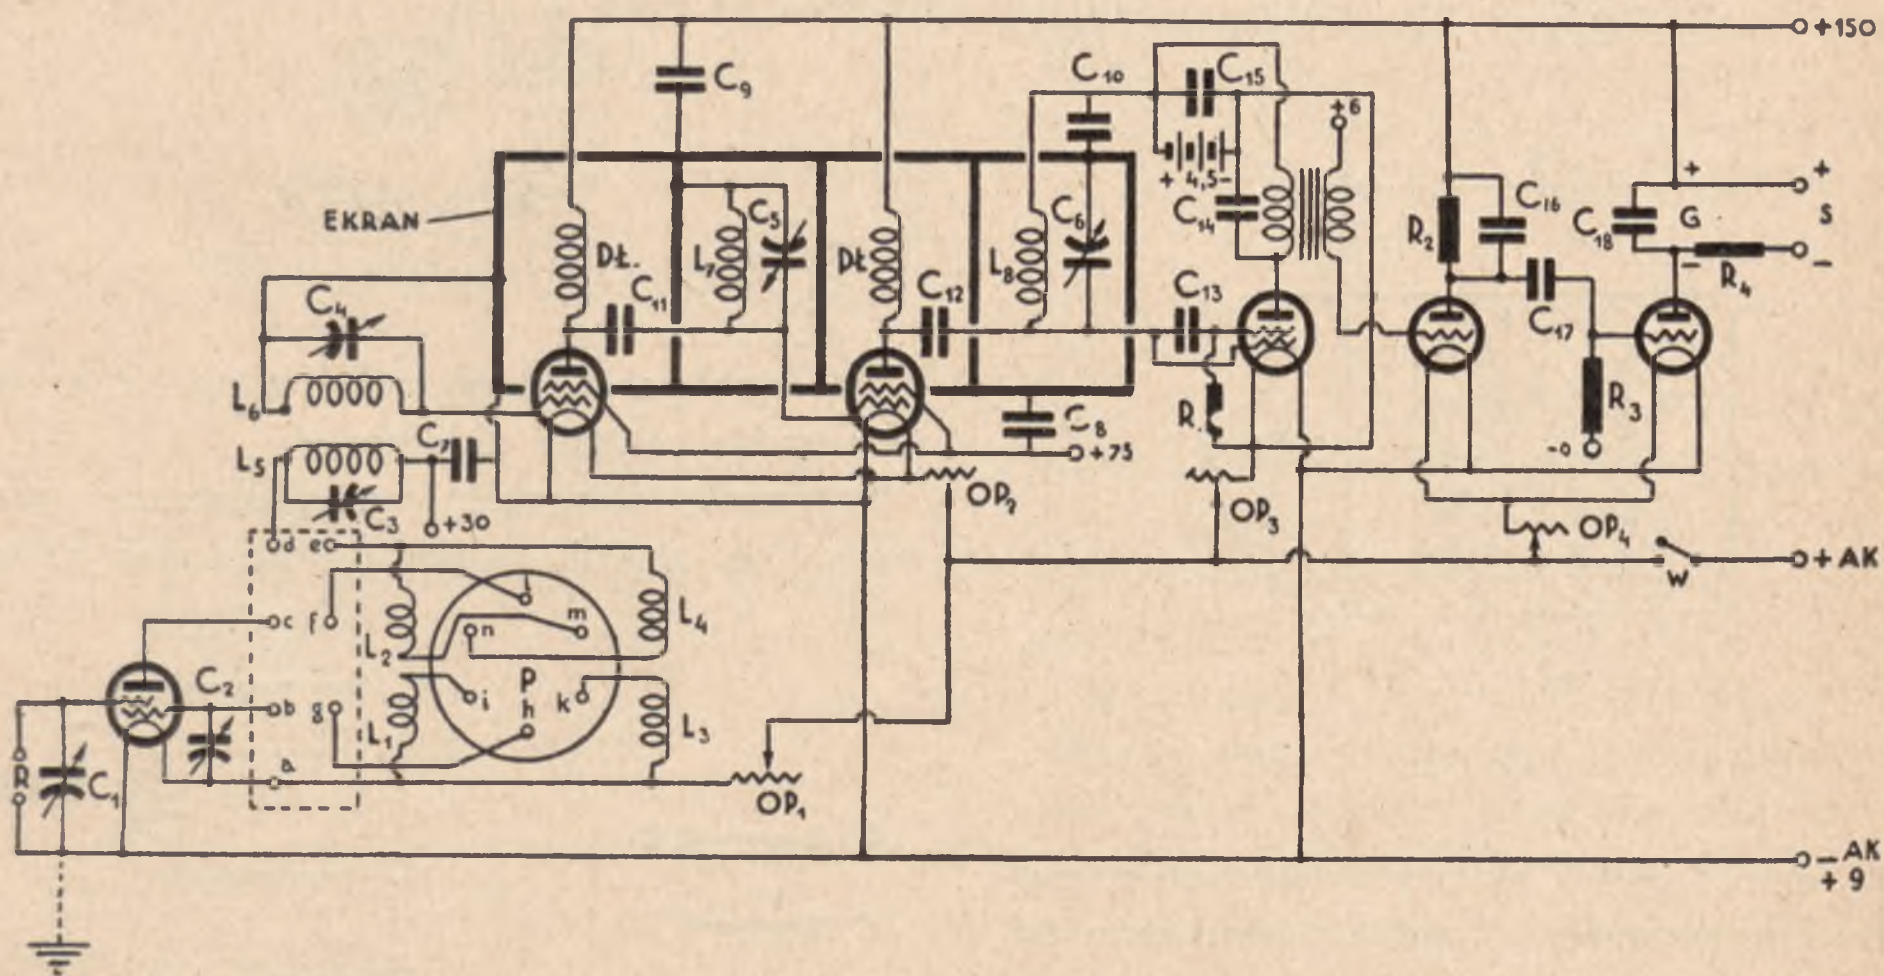 +150
C9
C10
C15
+6
EKRAN
+ 4,5 -
C5
C6
C14
C16
C18
+
G
-
+
S
-
DŁ.
L7
DŁ
L8
R2
R4
C4
C11
C12
C13
C17
L6
C7
C8
R
R3
L5
+75
-0
C3
+30
OP2
OP3
OP4
W
+ AK
d
e
c
f
l
m
n
L2
L4
C2
b
g
P
i
h
k
L1
L3
R
C1
a
OP1
- AK
+ 9